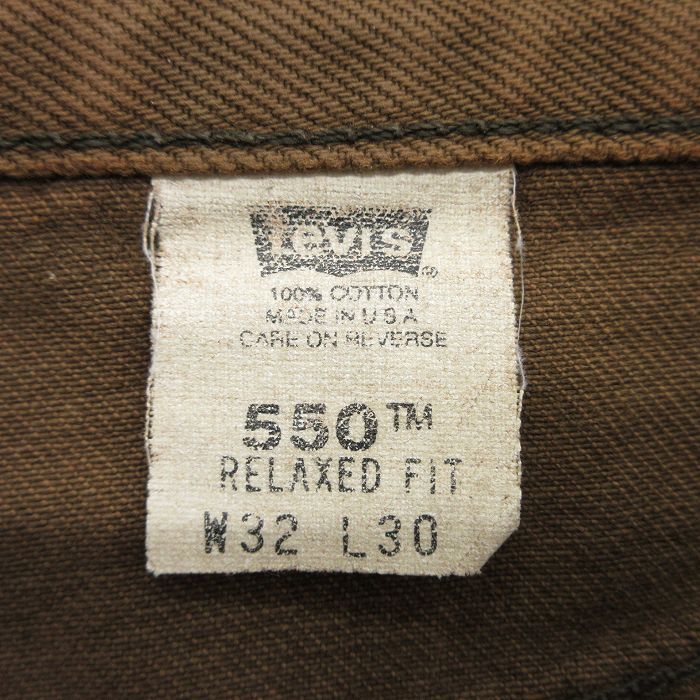 Levi's ®
100% COTTON
MADE IN U.S.A
CARE ON REVERSE
550™
RELAXED FIT
W32 L30